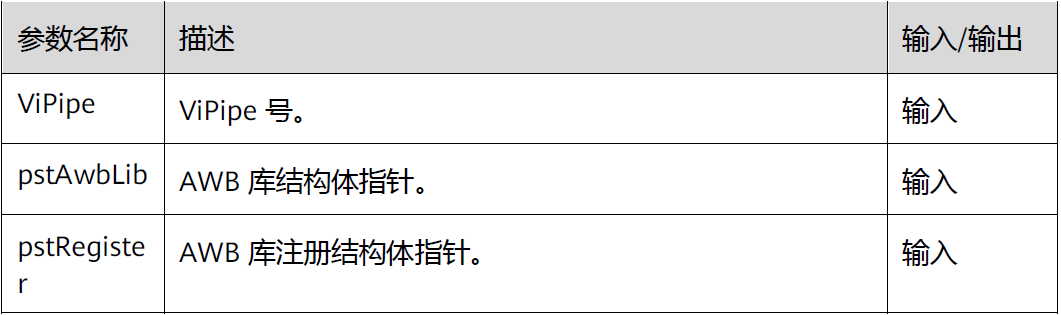 参数名称 描述 输入/输出
ViPipe ViPipe 号。 输入
pstAwbLib AWB 库结构体指针。 输入
pstRegiste
r AWB 库注册结构体指针。 输入